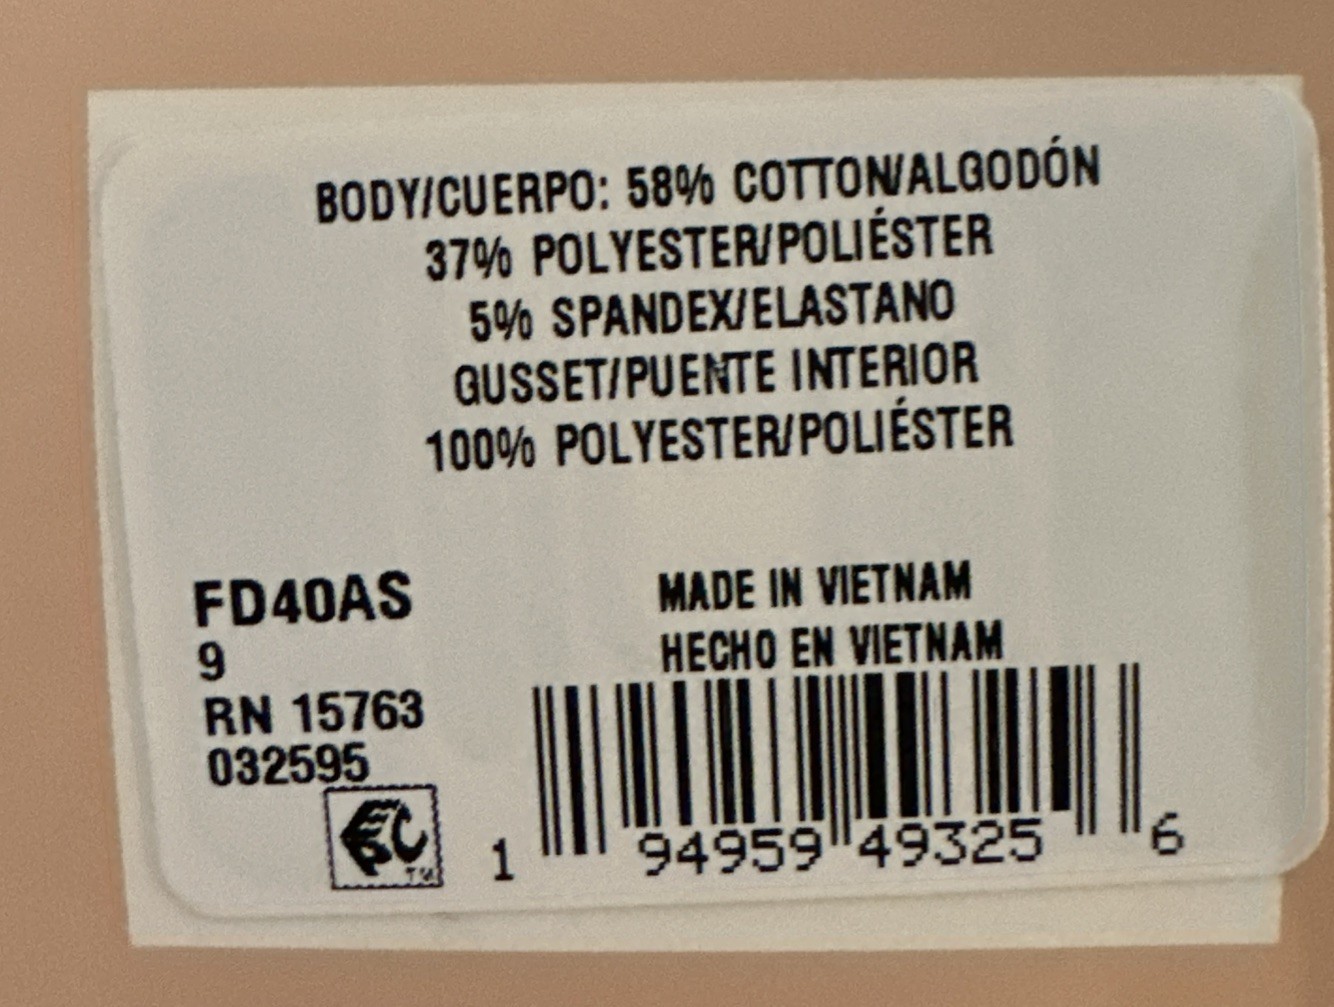 BODY/CUERPO: 58% COTTON/ALGODÓN
37% POLYESTER/POLIÉSTER
5% SPANDEX/ELASTANO
GUSSET/PUENTE INTERIOR
100% POLYESTER/POLIÉSTER
FD40AS
9
RN 15763
032595
MADE IN VIETNAM
HECHO EN VIETNAM
EC™
1 94959 49325 6